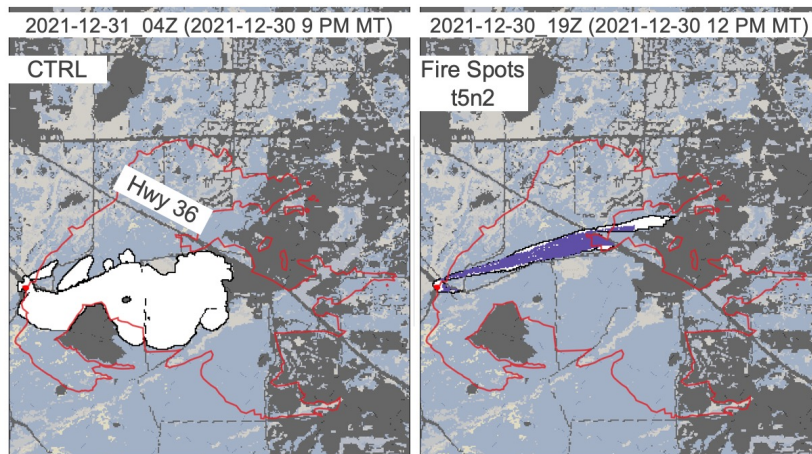 2021-12-31_04Z (2021-12-30 9 PM MT)
CTRL
Hwy 36
2021-12-30_19Z (2021-12-30 12 PM MT)
Fire Spots
t5n2